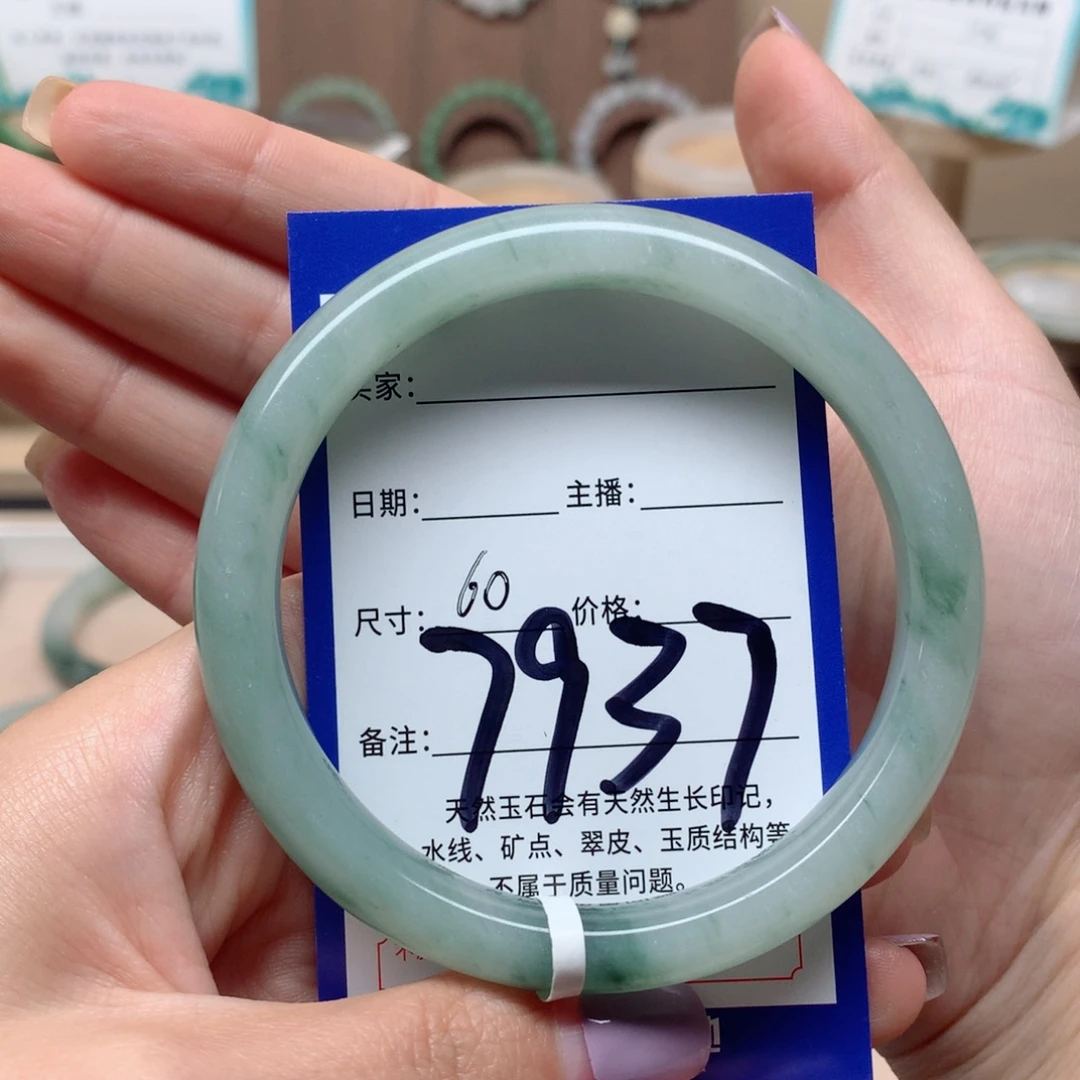 家：
日期： 主播：
尺寸：60 价格：
7937
备注：
天然玉石会有天然生长印记，
水线、矿点、翠皮、玉质结构等
不属于质量问题。